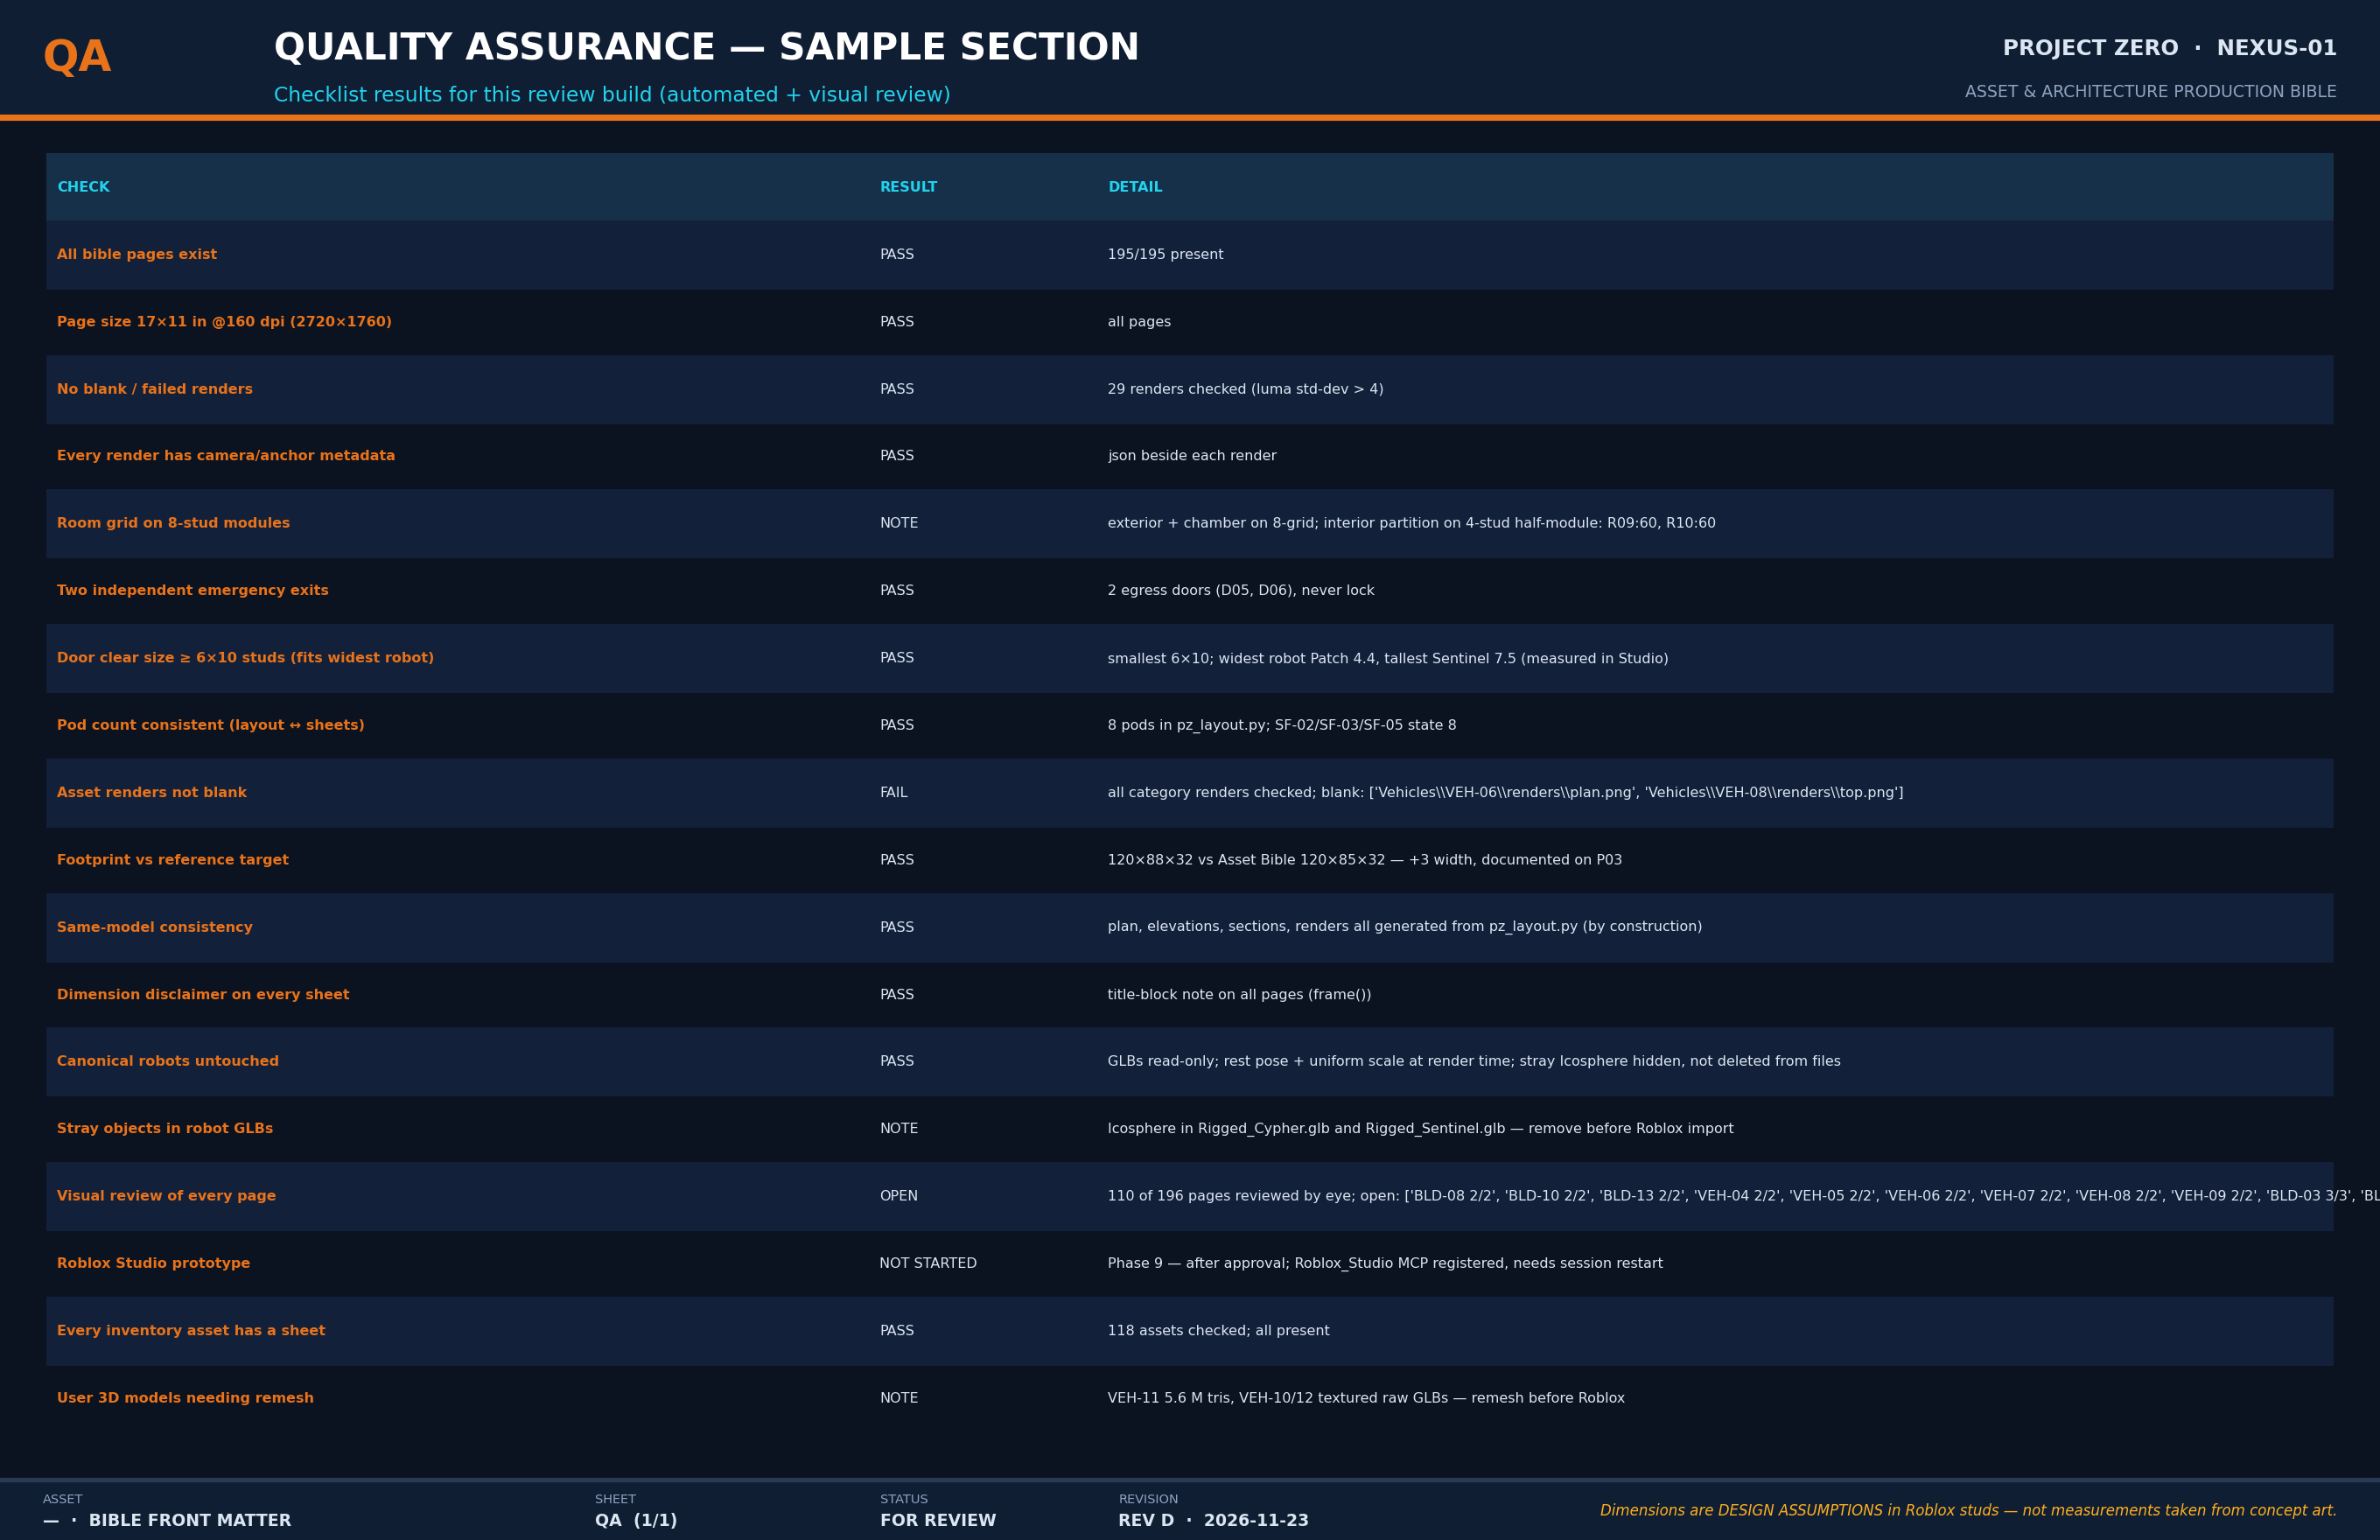 QA
QUALITY ASSURANCE — SAMPLE SECTION
Checklist results for this review build (automated + visual review)
PROJECT ZERO · NEXUS-01
ASSET & ARCHITECTURE PRODUCTION BIBLE
CHECK RESULT DETAIL
All bible pages exist PASS 195/195 present
Page size 17×11 in @160 dpi (2720×1760) PASS all pages
No blank / failed renders PASS 29 renders checked (luma std-dev > 4)
Every render has camera/anchor metadata PASS json beside each render
Room grid on 8-stud modules NOTE exterior + chamber on 8-grid; interior partition on 4-stud half-module: R09:60, R10:60
Two independent emergency exits PASS 2 egress doors (D05, D06), never lock
Door clear size ≥ 6×10 studs (fits widest robot) PASS smallest 6×10; widest robot Patch 4.4, tallest Sentinel 7.5 (measured in Studio)
Pod count consistent (layout ↔ sheets) PASS 8 pods in pz_layout.py; SF-02/SF-03/SF-05 state 8
Asset renders not blank FAIL all category renders checked; blank: ['Vehicles\\VEH-06\\renders\\plan.png', 'Vehicles\\VEH-08\\renders\\top.png']
Footprint vs reference target PASS 120×88×32 vs Asset Bible 120×85×32 — +3 width, documented on P03
Same-model consistency PASS plan, elevations, sections, renders all generated from pz_layout.py (by construction)
Dimension disclaimer on every sheet PASS title-block note on all pages (frame())
Canonical robots untouched PASS GLBs read-only; rest pose + uniform scale at render time; stray Icosphere hidden, not deleted from files
Stray objects in robot GLBs NOTE Icosphere in Rigged_Cypher.glb and Rigged_Sentinel.glb — remove before Roblox import
Visual review of every page OPEN 110 of 196 pages reviewed by eye; open: ['BLD-08 2/2', 'BLD-10 2/2', 'BLD-13 2/2', 'VEH-04 2/2', 'VEH-05 2/2', 'VEH-06 2/2', 'VEH-07 2/2', 'VEH-08 2/2', 'VEH-09 2/2', 'BLD-03 3/3', 'BL
Roblox Studio prototype NOT STARTED Phase 9 — after approval; Roblox_Studio MCP registered, needs session restart
Every inventory asset has a sheet PASS 118 assets checked; all present
User 3D models needing remesh NOTE VEH-11 5.6 M tris, VEH-10/12 textured raw GLBs — remesh before Roblox
ASSET SHEET STATUS REVISION
— · BIBLE FRONT MATTER QA (1/1) FOR REVIEW REV D · 2026-11-23
Dimensions are DESIGN ASSUMPTIONS in Roblox studs — not measurements taken from concept art.